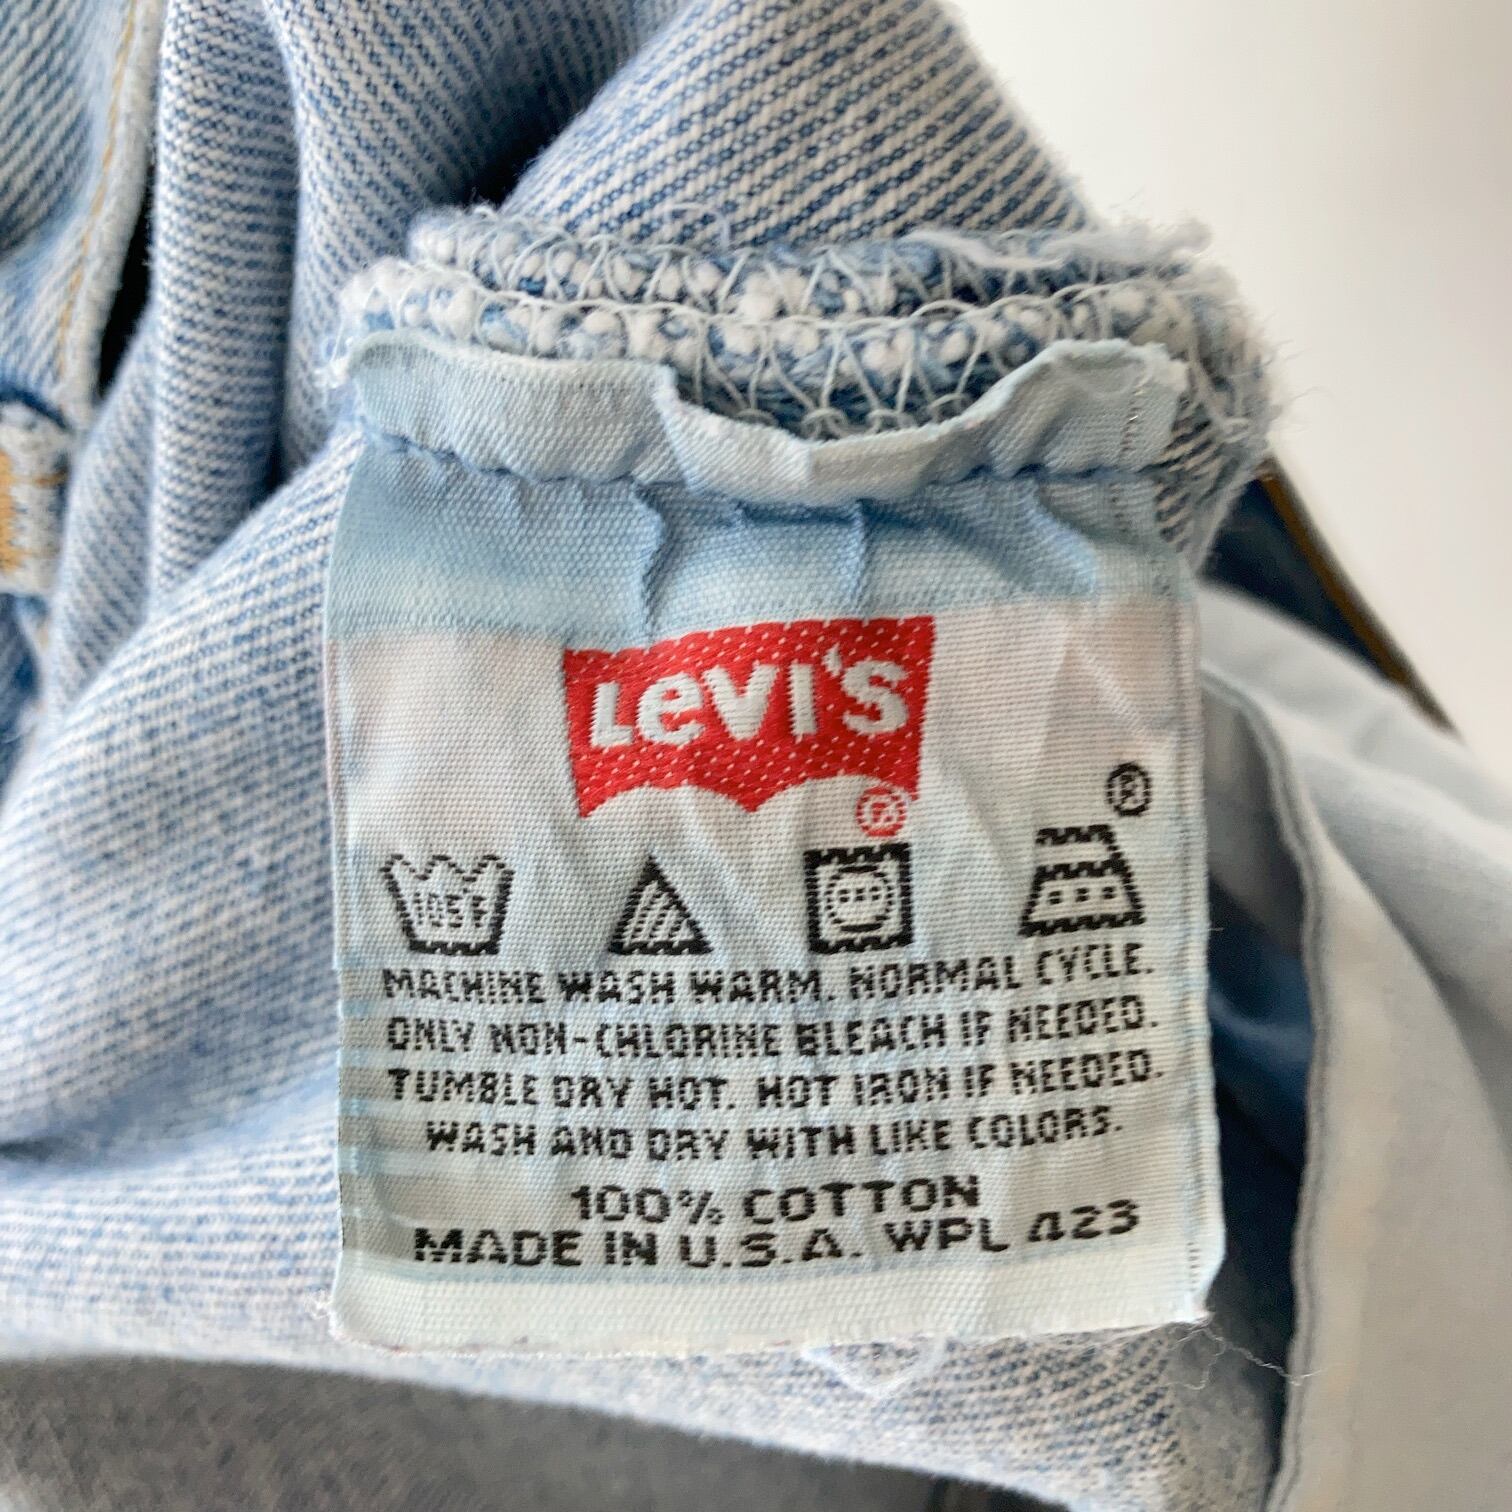 LEVI'S
®
®
105F
MACHINE WASH WARM. NORMAL CYCLE.
ONLY NON-CHLORINE BLEACH IF NEEDED.
TUMBLE DRY HOT. HOT IRON IF NEEDED.
WASH AND DRY WITH LIKE COLORS.
100% COTTON
MADE IN U.S.A. WPL 423